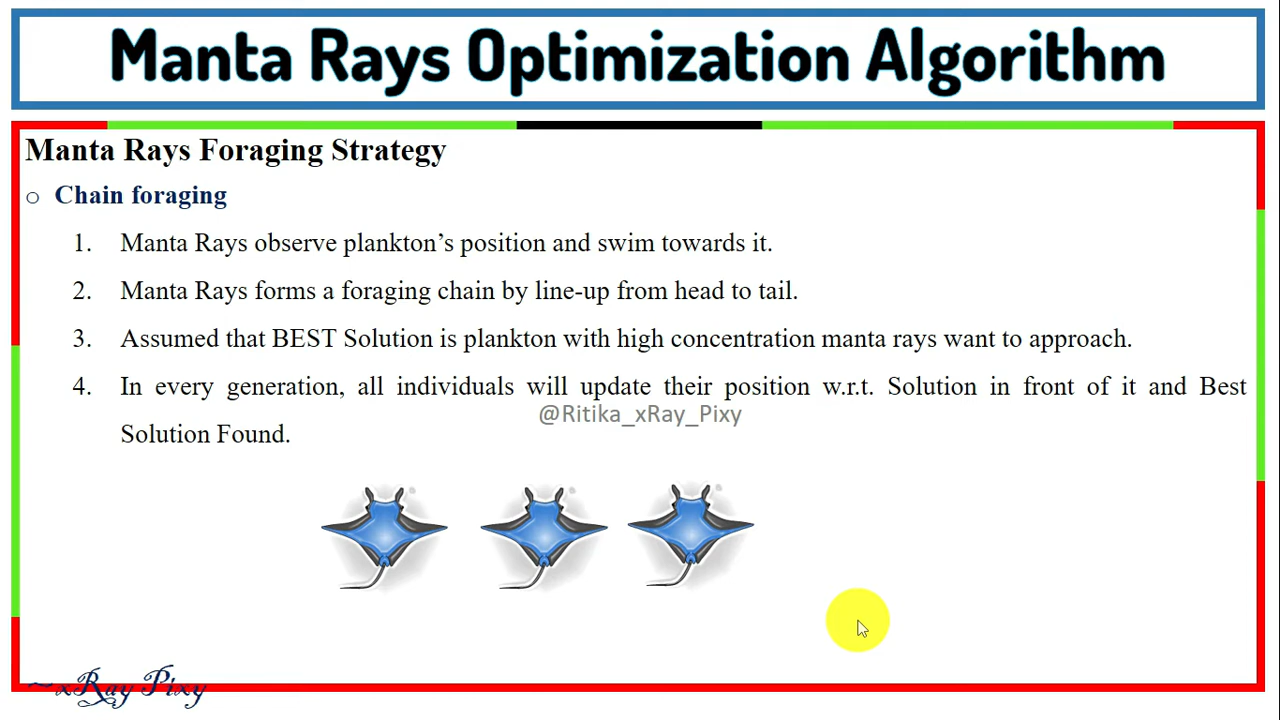 Manta Rays Optimization Algorithm
Manta Rays Foraging Strategy
o Chain foraging
1. Manta Rays observe plankton’s position and swim towards it.
2. Manta Rays forms a foraging chain by line-up from head to tail.
3. Assumed that BEST Solution is plankton with high concentration manta rays want to approach.
4. In every generation, all individuals will update their position w.r.t. Solution in front of it and Best
@Ritika_xRay_Pixy
Solution Found.
~xRay Pixy